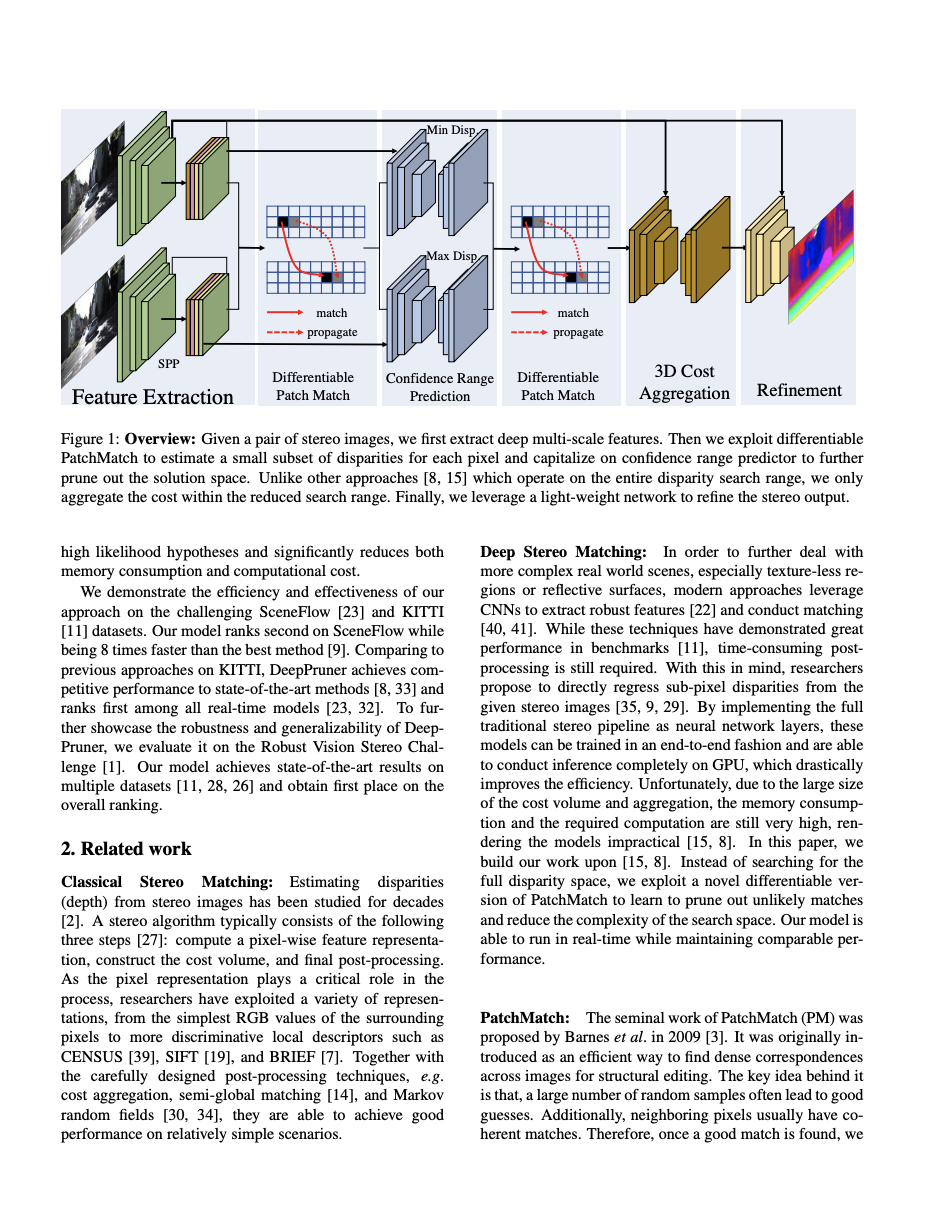 Min Disp.
Max Disp.
match
propagate
match
propagate
SPP
Feature Extraction
Differentiable
Patch Match
Confidence Range
Prediction
Differentiable
Patch Match
3D Cost
Aggregation
Refinement
Figure 1: Overview: Given a pair of stereo images, we first extract deep multi-scale features. Then we exploit differentiable
PatchMatch to estimate a small subset of disparities for each pixel and capitalize on confidence range predictor to further
prune out the solution space. Unlike other approaches [8, 15] which operate on the entire disparity search range, we only
aggregate the cost within the reduced search range. Finally, we leverage a light-weight network to refine the stereo output.
high likelihood hypotheses and significantly reduces both
memory consumption and computational cost.
We demonstrate the efficiency and effectiveness of our
approach on the challenging SceneFlow [23] and KITTI
[11] datasets. Our model ranks second on SceneFlow while
being 8 times faster than the best method [9]. Comparing to
previous approaches on KITTI, DeepPruner achieves com-
petitive performance to state-of-the-art methods [8, 33] and
ranks first among all real-time models [23, 32]. To fur-
ther showcase the robustness and generalizability of Deep-
Pruner, we evaluate it on the Robust Vision Stereo Chal-
lenge [1]. Our model achieves state-of-the-art results on
multiple datasets [11, 28, 26] and obtain first place on the
overall ranking.
2. Related work
Classical Stereo Matching: Estimating disparities
(depth) from stereo images has been studied for decades
[2]. A stereo algorithm typically consists of the following
three steps [27]: compute a pixel-wise feature representa-
tion, construct the cost volume, and final post-processing.
As the pixel representation plays a critical role in the
process, researchers have exploited a variety of represen-
tations, from the simplest RGB values of the surrounding
pixels to more discriminative local descriptors such as
CENSUS [39], SIFT [19], and BRIEF [7]. Together with
the carefully designed post-processing techniques, e.g.
cost aggregation, semi-global matching [14], and Markov
random fields [30, 34], they are able to achieve good
performance on relatively simple scenarios.
Deep Stereo Matching: In order to further deal with
more complex real world scenes, especially texture-less re-
gions or reflective surfaces, modern approaches leverage
CNNs to extract robust features [22] and conduct matching
[40, 41]. While these techniques have demonstrated great
performance in benchmarks [11], time-consuming post-
processing is still required. With this in mind, researchers
propose to directly regress sub-pixel disparities from the
given stereo images [35, 9, 29]. By implementing the full
traditional stereo pipeline as neural network layers, these
models can be trained in an end-to-end fashion and are able
to conduct inference completely on GPU, which drastically
improves the efficiency. Unfortunately, due to the large size
of the cost volume and aggregation, the memory consump-
tion and the required computation are still very high, ren-
dering the models impractical [15, 8]. In this paper, we
build our work upon [15, 8]. Instead of searching for the
full disparity space, we exploit a novel differentiable ver-
sion of PatchMatch to learn to prune out unlikely matches
and reduce the complexity of the search space. Our model is
able to run in real-time while maintaining comparable per-
formance.
PatchMatch: The seminal work of PatchMatch (PM) was
proposed by Barnes et al. in 2009 [3]. It was originally in-
troduced as an efficient way to find dense correspondences
across images for structural editing. The key idea behind it
is that, a large number of random samples often lead to good
guesses. Additionally, neighboring pixels usually have co-
herent matches. Therefore, once a good match is found, we